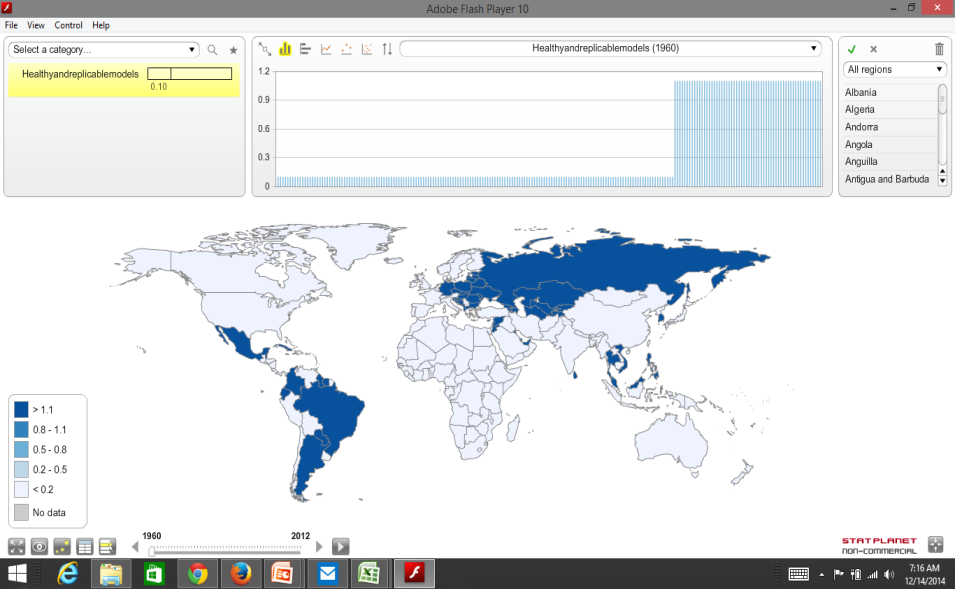 Adobe Flash Player 10
File View Control Help
Select a category...
Healthyandreplicablemodels
0.10
Healthyandreplicablemodels (1960)
1.2
0.9
0.6
0.3
0
All regions
Albania
Algeria
Andorra
Angola
Anguilla
Antigua and Barbuda
> 1.1
0.8 - 1.1
0.5 - 0.8
0.2 - 0.5
< 0.2
No data
1960 2012
STATPLANET
NON-COMMERCIAL
7:16 AM
12/14/2014